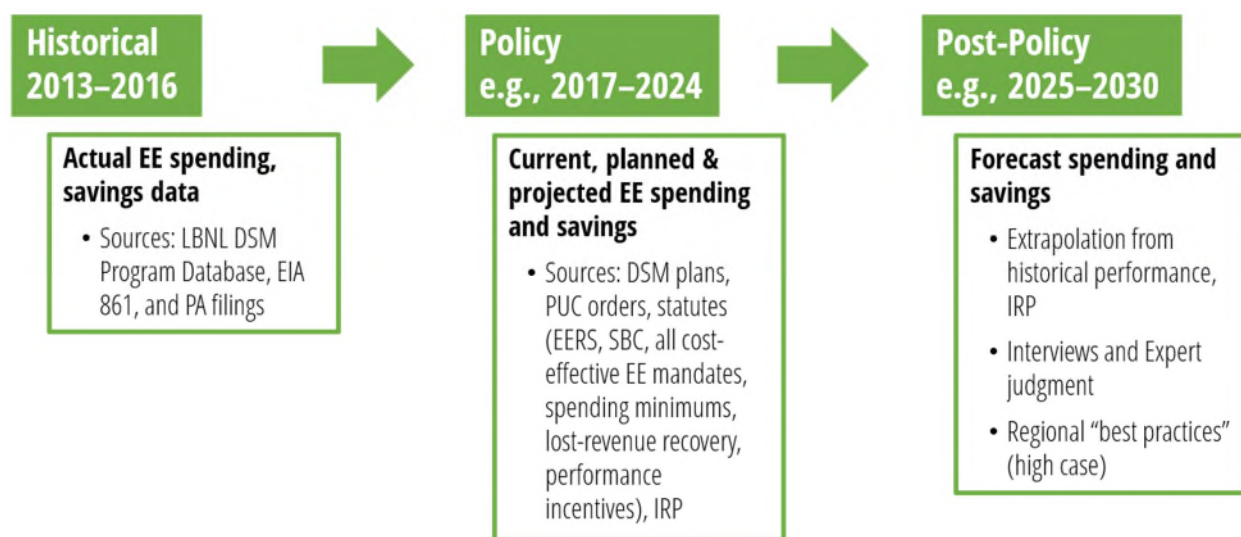 Historical
2013–2016
Actual EE spending,
savings data
• Sources: LBNL DSM
Program Database, EIA
861, and PA filings
Policy
e.g., 2017–2024
Current, planned &
projected EE spending
and savings
• Sources: DSM plans,
PUC orders, statutes
(EERS, SBC, all cost-
effective EE mandates,
spending minimums,
lost-revenue recovery,
performance
incentives), IRP
Post-Policy
e.g., 2025–2030
Forecast spending and
savings
• Extrapolation from
historical performance,
IRP
• Interviews and Expert
judgment
• Regional “best practices”
(high case)